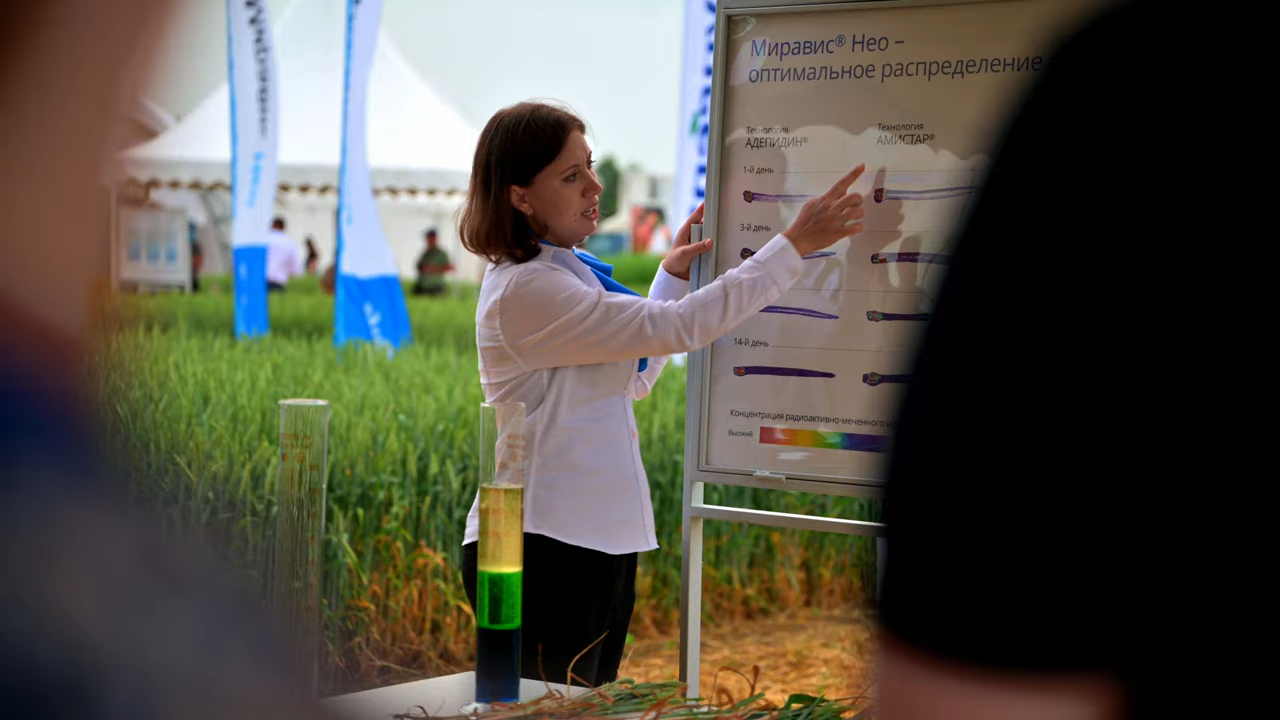 Миравис® Нео –
оптимальное распределение
Технология
АДЕПИДИН®
Технология
АМИСТАР®
1-й день
3-й день
14-й день
Концентрация радиоактивно-меченного
Высокий